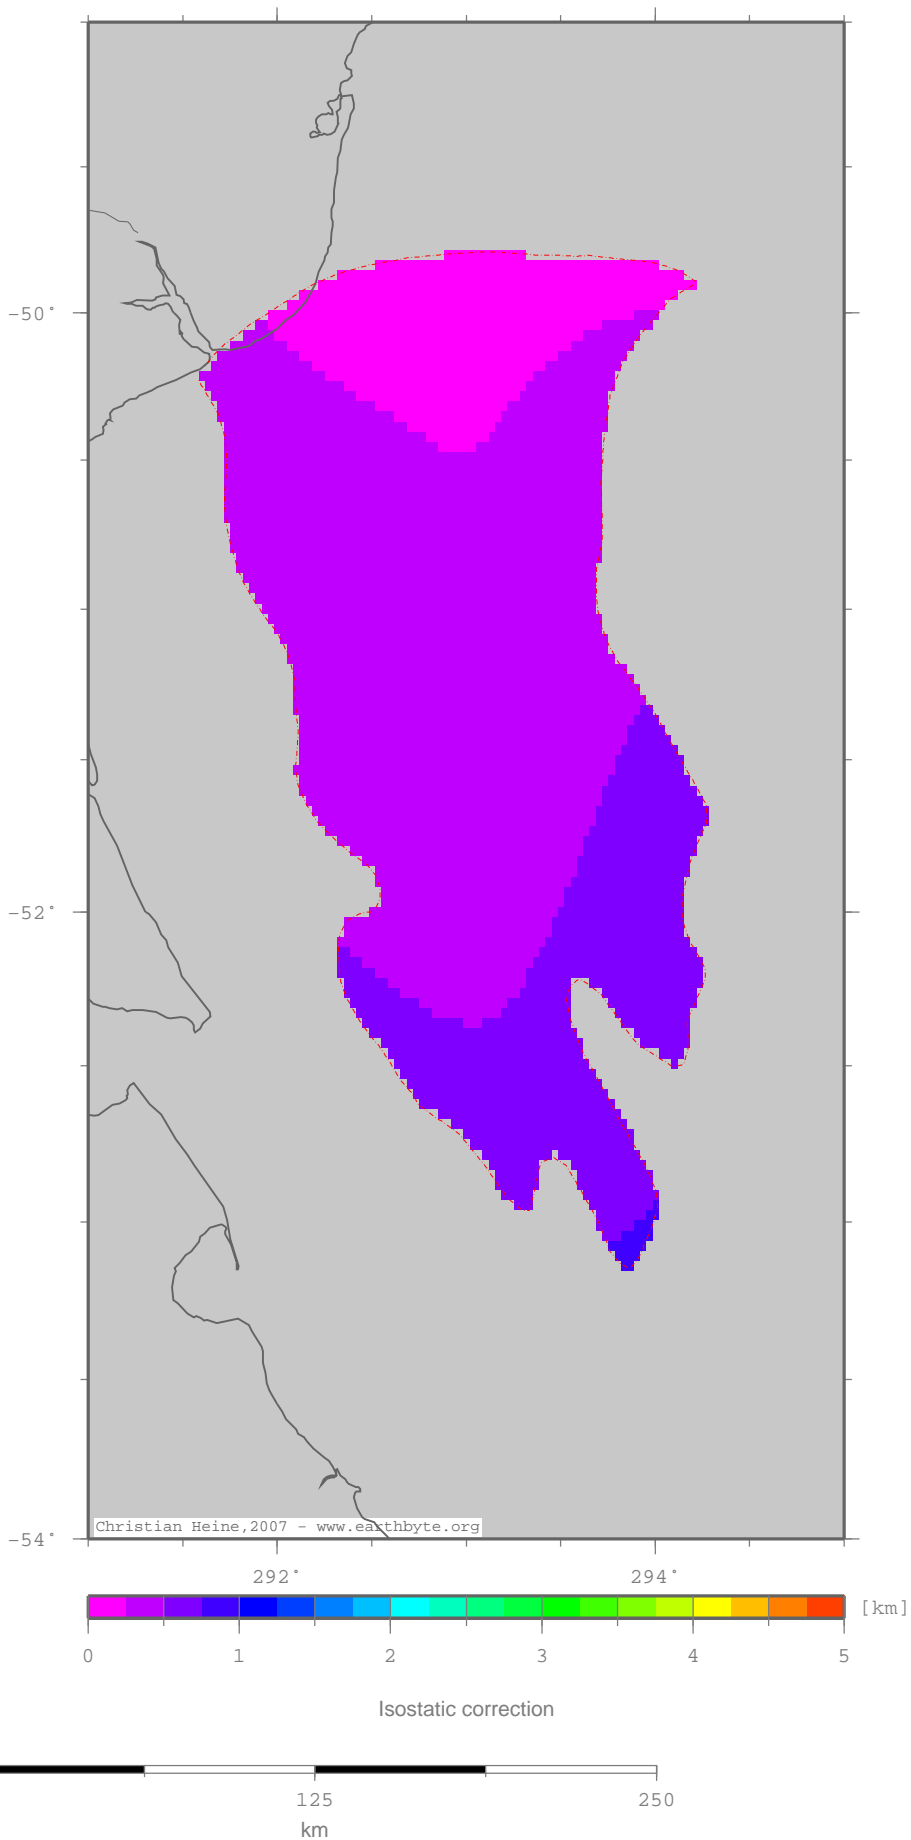 -50°
-52°
-54°
Christian Heine,2007 - www.earthbyte.org
292° 294°
[km]
0 1 2 3 4 5
Isostatic correction
125 250
km